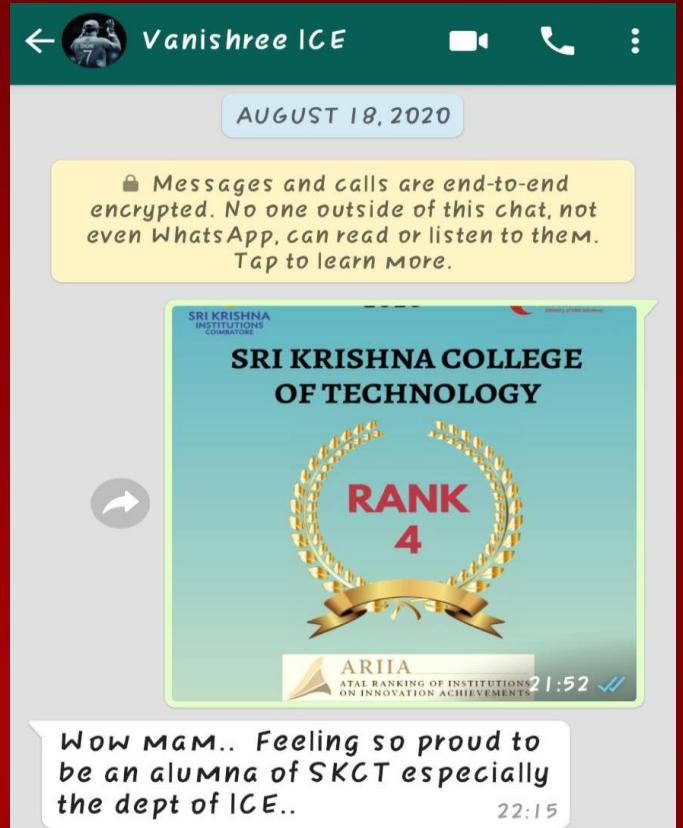 Vanishree ICE
AUGUST 18, 2020
Messages and calls are end-to-end
encrypted. No one outside of this chat, not
even WhatsApp, can read or listen to them.
Tap to learn more.
SRI KRISHNA
INSTITUTIONS
COIMBATORE
SRI KRISHNA COLLEGE
OF TECHNOLOGY
RANK
4
ARIIA
ATAL RANKING OF INSTITUTIONS
ON INNOVATION ACHIEVEMENTS
21:52
Wow mam.. Feeling so proud to
be an alumna of SKCT especially
the dept of ICE..
22:15